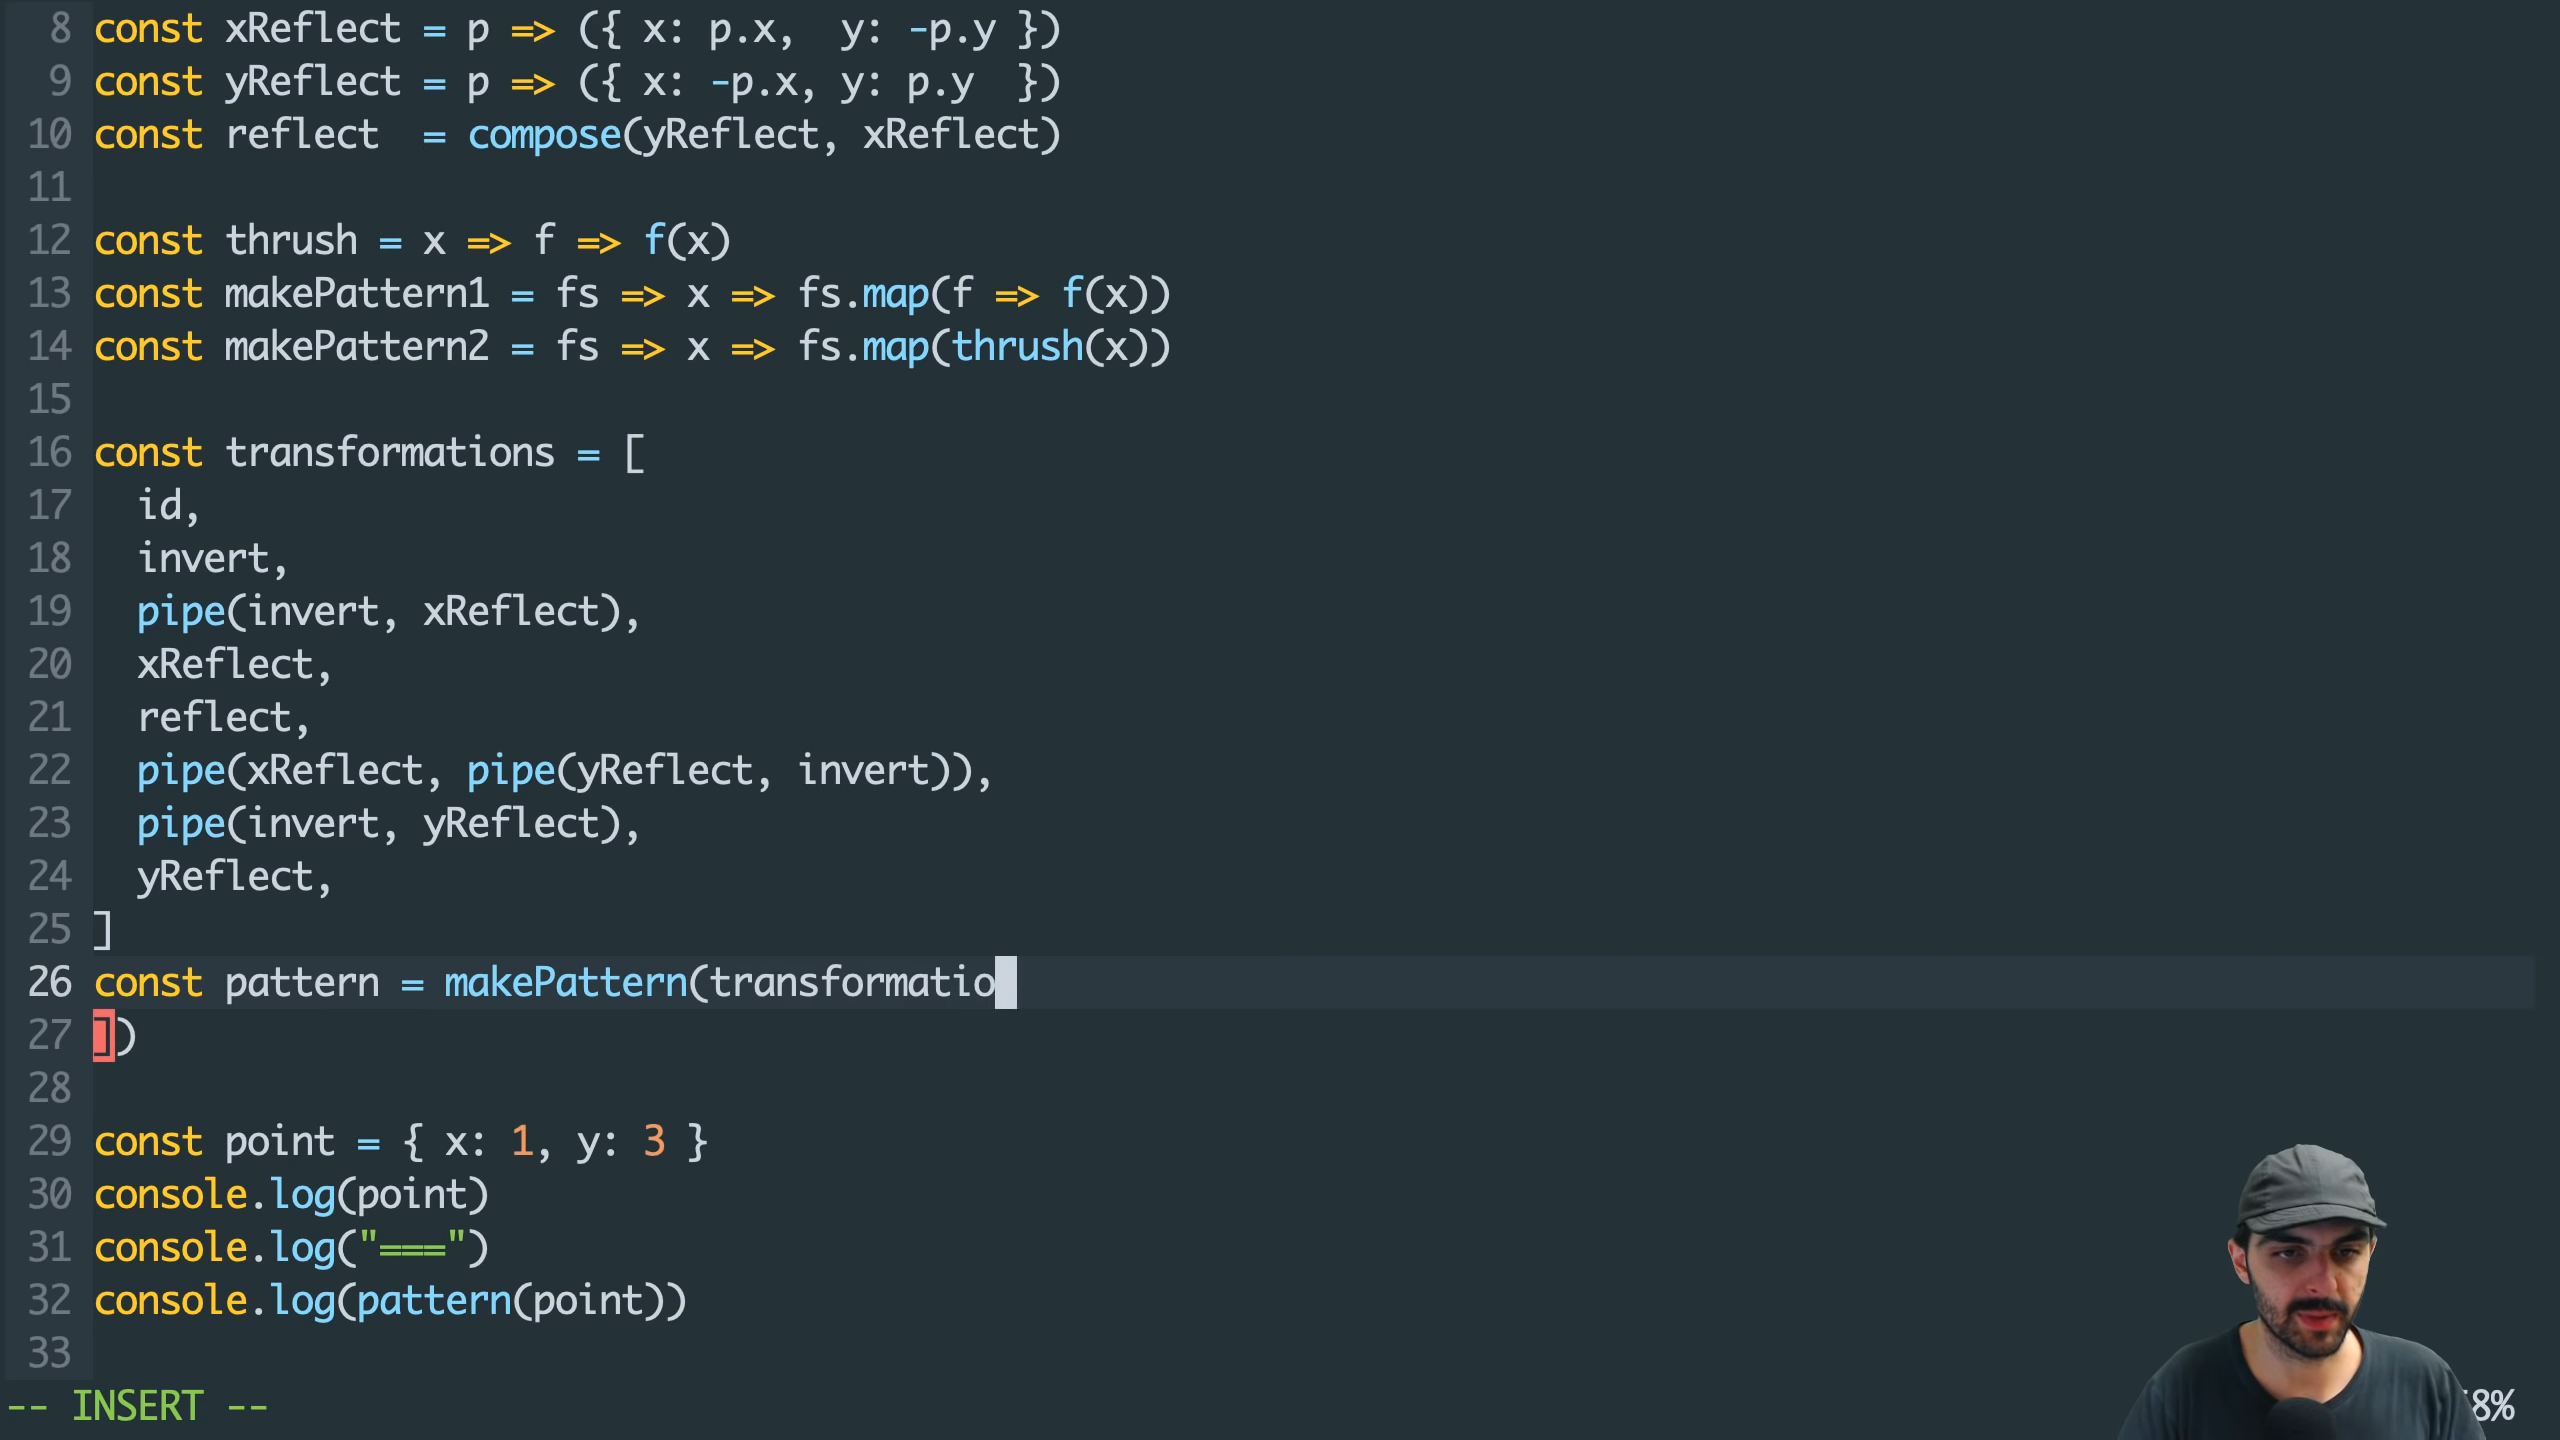 8 const xReflect = p => ({ x: p.x,  y: -p.y })
9 const yReflect = p => ({ x: -p.x, y: p.y  })
10 const reflect  = compose(yReflect, xReflect)
11
12 const thrush = x => f => f(x)
13 const makePattern1 = fs => x => fs.map(f => f(x))
14 const makePattern2 = fs => x => fs.map(thrush(x))
15
16 const transformations = [
17   id,
18   invert,
19   pipe(invert, xReflect),
20   xReflect,
21   reflect,
22   pipe(xReflect, pipe(yReflect, invert)),
23   pipe(invert, yReflect),
24   yReflect,
25 ]
26 const pattern = makePattern(transformatio
27 ])
28
29 const point = { x: 1, y: 3 }
30 console.log(point)
31 console.log("===")
32 console.log(pattern(point))
33
-- INSERT -- 8%